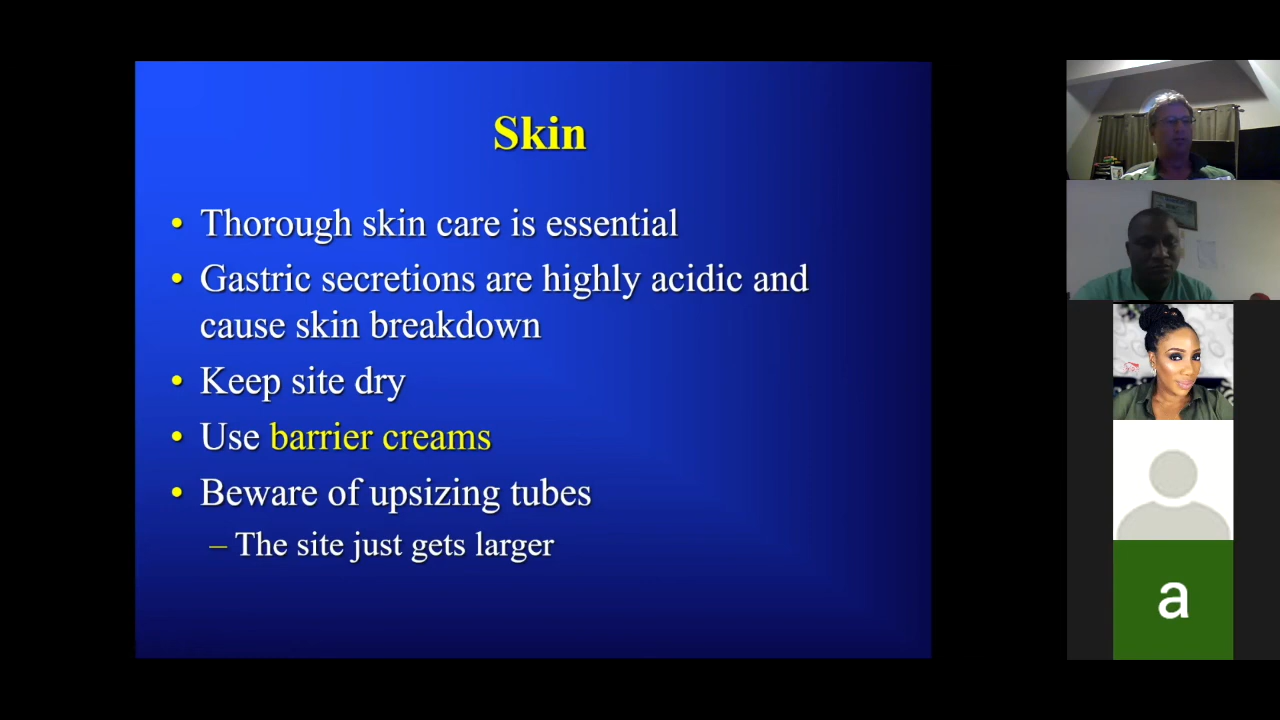 Skin
• Thorough skin care is essential
• Gastric secretions are highly acidic and
cause skin breakdown
• Keep site dry
• Use barrier creams
• Beware of upsizing tubes
– The site just gets larger
a